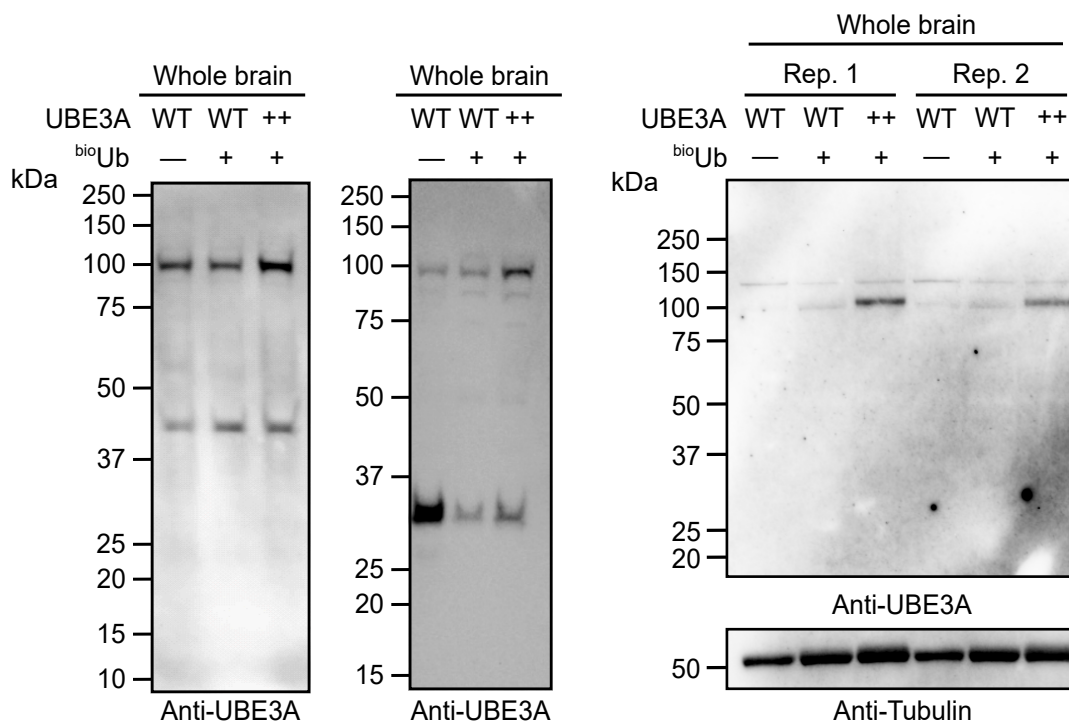 Whole brain
UBE3A WT WT ++
bioUb — + +
kDa
250
150
100
75
50
37
25
20
15
10
Anti-UBE3A
Whole brain
WT WT ++
— + +
250
150
100
75
50
37
25
20
15
Anti-UBE3A
Whole brain
Rep. 1 Rep. 2
UBE3A WT WT ++ WT WT ++
bioUb — + + — + +
kDa
250
150
100
75
50
37
25
20
Anti-UBE3A
50
Anti-Tubulin